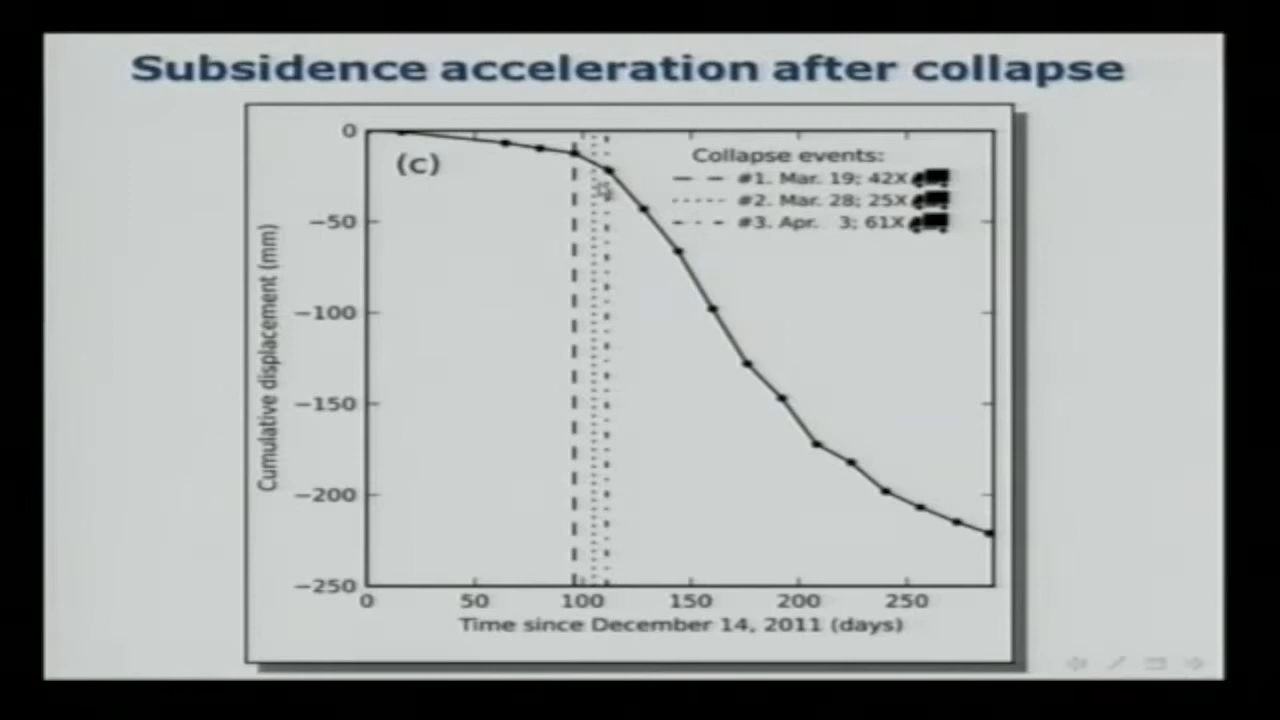 Subsidence acceleration after collapse
(c)
Collapse events:
#1. Mar. 19; 42X
#2. Mar. 28; 25X
#3. Apr. 3; 61X
0
−50
−100
−150
−200
−250
Cumulative displacement (mm)
0 50 100 150 200 250
Time since December 14, 2011 (days)